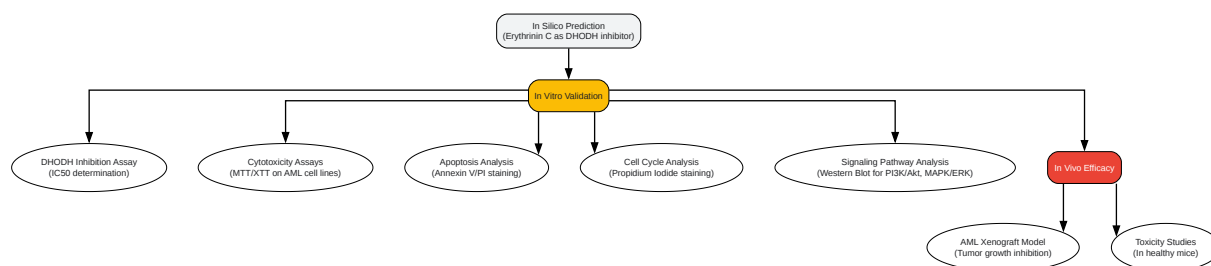 In Silico Prediction
(Erythrinin C as DHODH inhibitor)
In Vitro Validation
DHODH Inhibition Assay
(IC50 determination)
Cytotoxicity Assays
(MTT/XTT on AML cell lines)
Apoptosis Analysis
(Annexin V/PI staining)
Cell Cycle Analysis
(Propidium Iodide staining)
Signaling Pathway Analysis
(Western Blot for PI3K/Akt, MAPK/ERK)
In Vivo Efficacy
AML Xenograft Model
(Tumor growth inhibition)
Toxicity Studies
(In healthy mice)